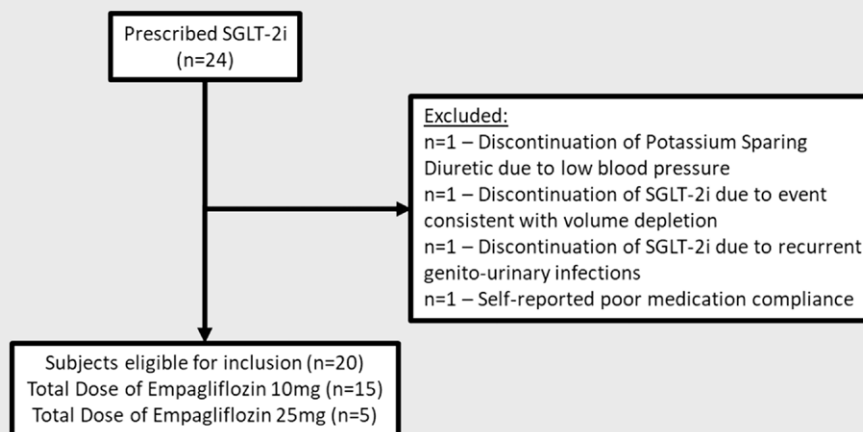 Prescribed SGLT-2i
(n=24)
Excluded:
n=1 – Discontinuation of Potassium Sparing
Diuretic due to low blood pressure
n=1 – Discontinuation of SGLT-2i due to event
consistent with volume depletion
n=1 – Discontinuation of SGLT-2i due to recurrent
genito-urinary infections
n=1 – Self-reported poor medication compliance
Subjects eligible for inclusion (n=20)
Total Dose of Empagliflozin 10mg (n=15)
Total Dose of Empagliflozin 25mg (n=5)